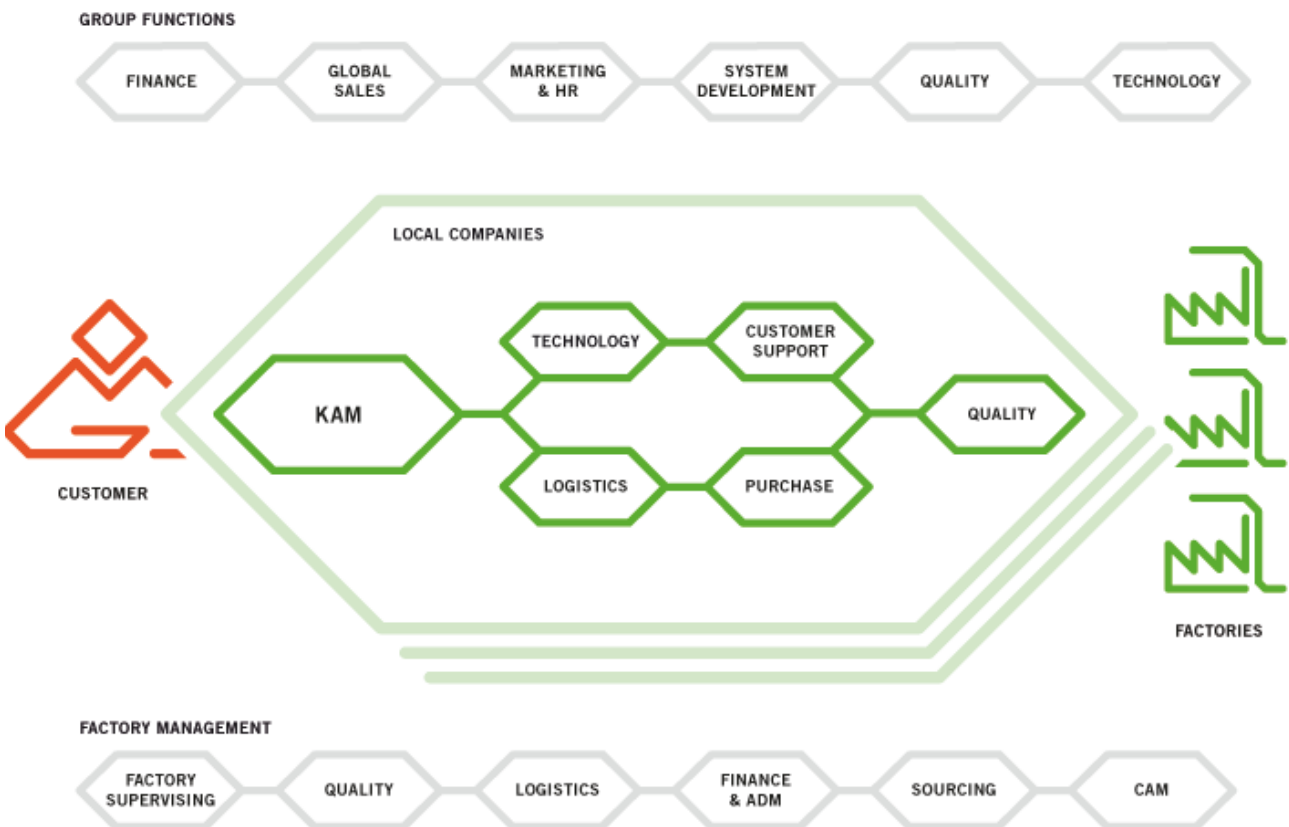 GROUP FUNCTIONS
FINANCE
GLOBAL
SALES
MARKETING
& HR
SYSTEM
DEVELOPMENT
QUALITY
TECHNOLOGY
LOCAL COMPANIES
TECHNOLOGY
CUSTOMER
SUPPORT
KAM
QUALITY
LOGISTICS
PURCHASE
CUSTOMER
FACTORIES
FACTORY MANAGEMENT
FACTORY
SUPERVISING
QUALITY
LOGISTICS
FINANCE
& ADM
SOURCING
CAM